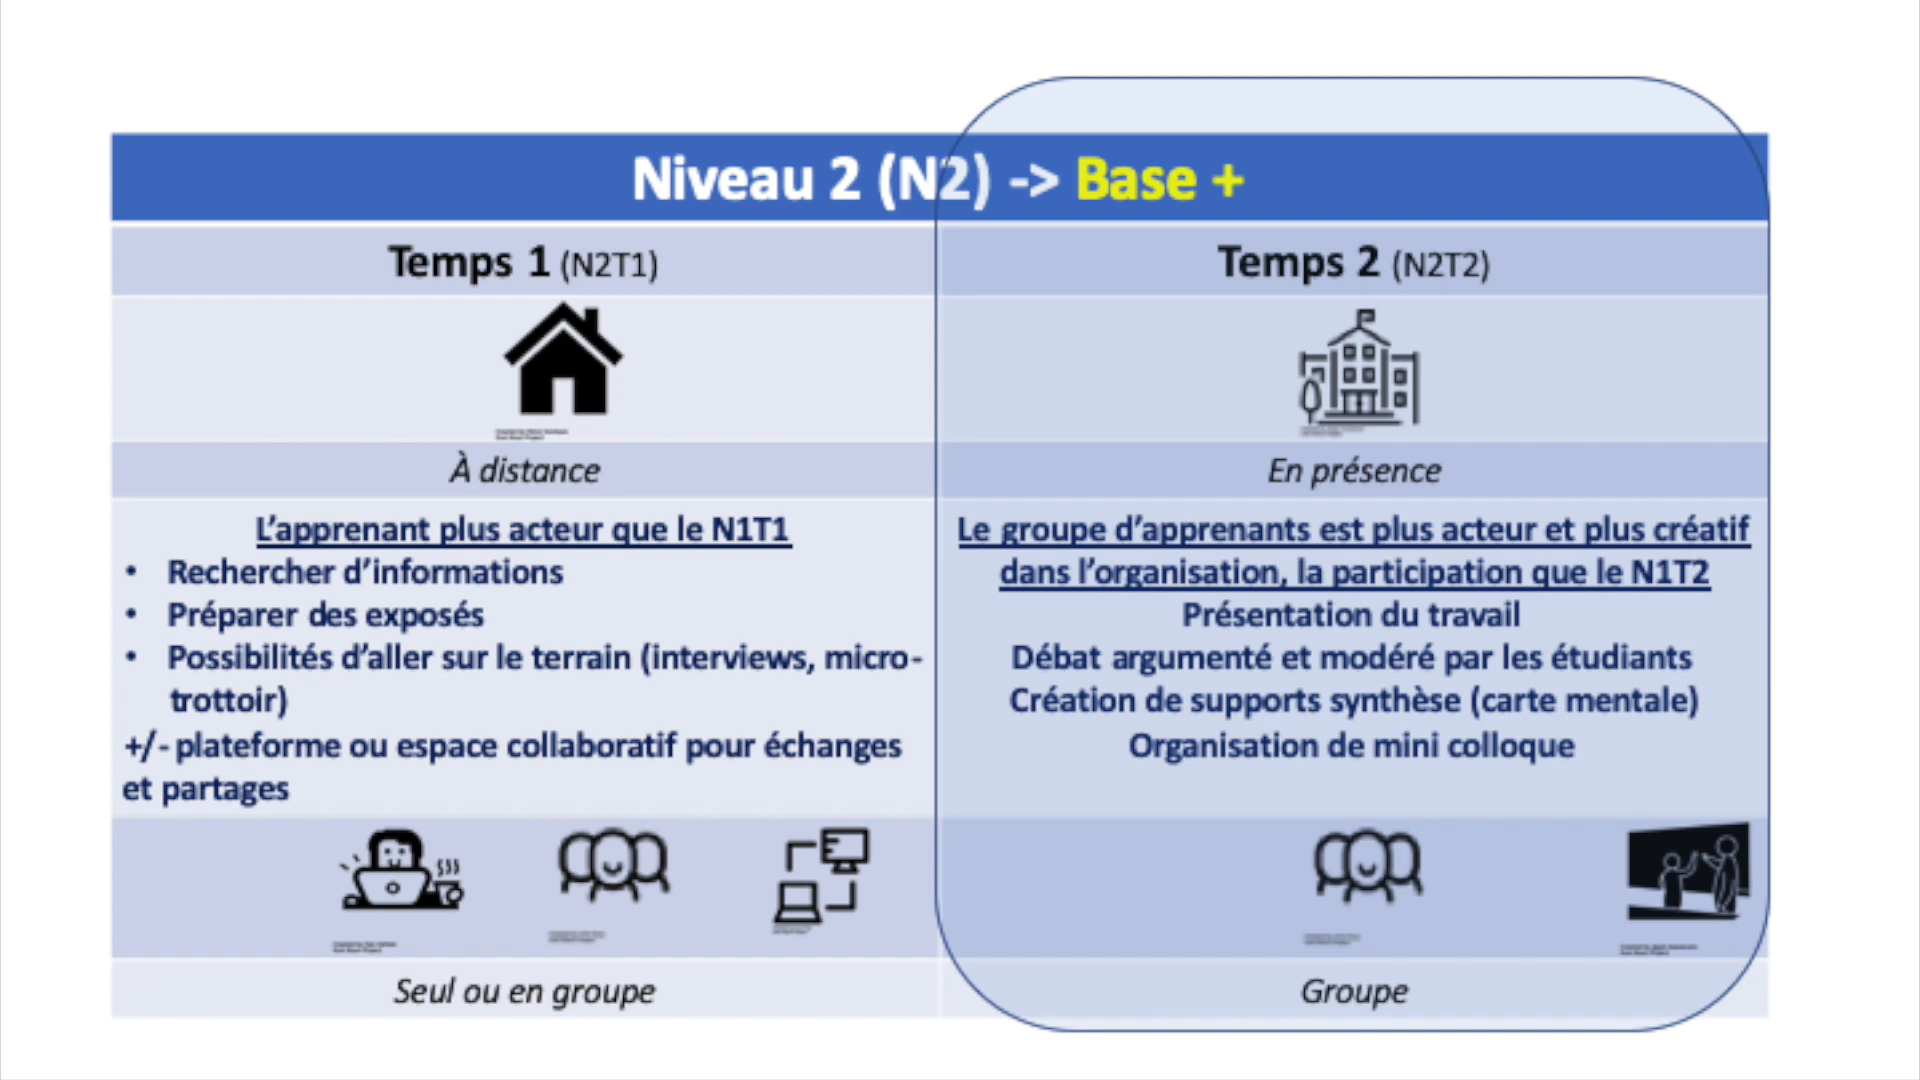 Niveau 2 (N2) -> Base +
Temps 1 (N2T1)
Temps 2 (N2T2)
À distance
En présence
L'apprenant plus acteur que le N1T1
• Rechercher d'informations
• Préparer des exposés
• Possibilités d'aller sur le terrain (interviews, micro-
trottoir)
+/- plateforme ou espace collaboratif pour échanges
et partages
Le groupe d'apprenants est plus acteur et plus créatif
dans l'organisation, la participation que le N1T2
Présentation du travail
Débat argumenté et modéré par les étudiants
Création de supports synthèse (carte mentale)
Organisation de mini colloque
Seul ou en groupe
Groupe